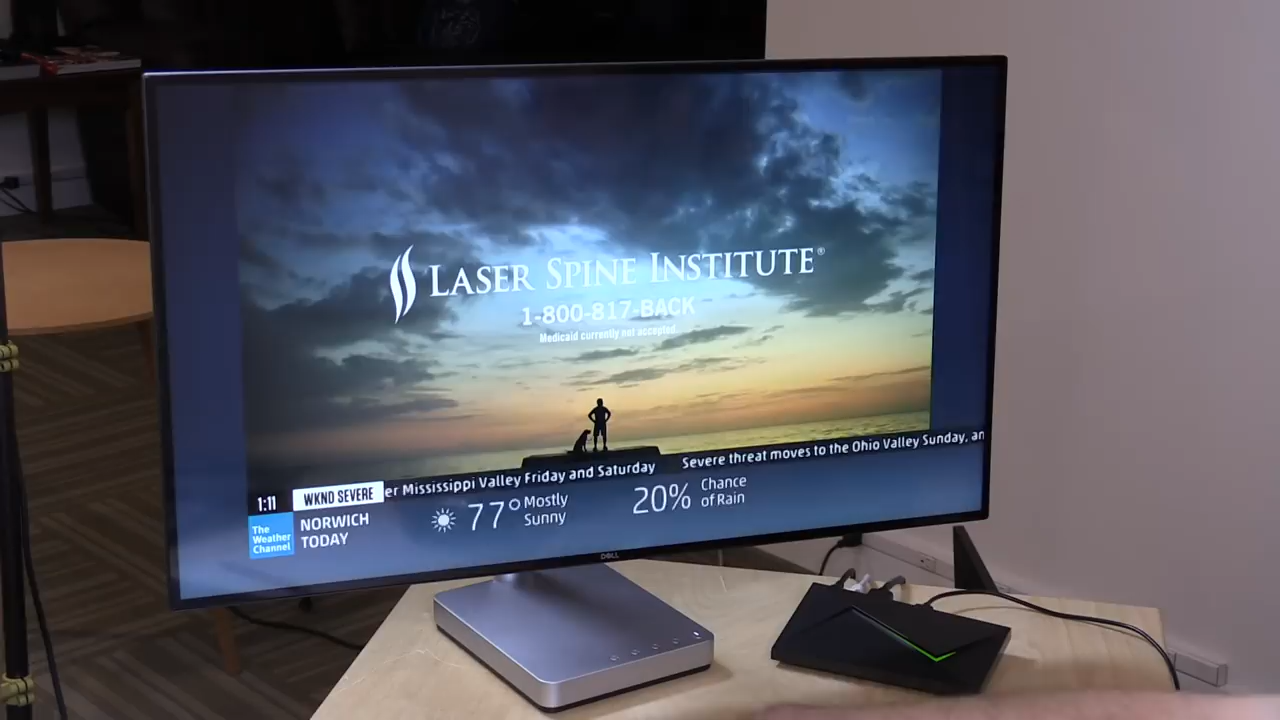 LASER SPINE INSTITUTE®
1-800-817-BACK
Medicaid currently not accepted.
er Mississippi Valley Friday and Saturday Severe threat moves to the Ohio Valley Sunday, an
1:11 WKND SEVERE
The Weather Channel
NORWICH
TODAY
77° Mostly Sunny
20% Chance of Rain
DELL